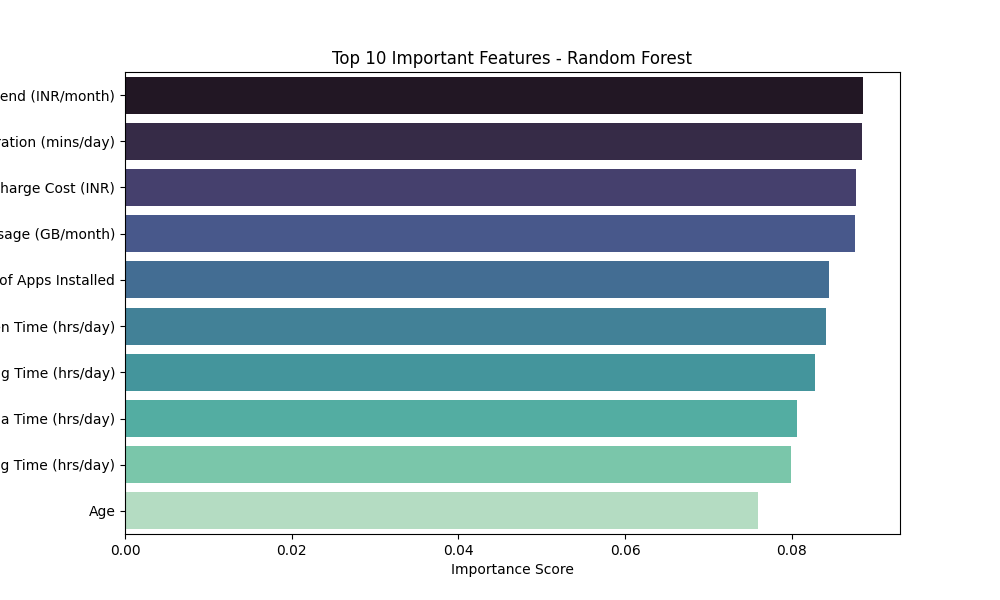 Top 10 Important Features - Random Forest
end (INR/month)
ration (mins/day)
harge Cost (INR)
sage (GB/month)
of Apps Installed
n Time (hrs/day)
g Time (hrs/day)
a Time (hrs/day)
g Time (hrs/day)
Age
0.00 0.02 0.04 0.06 0.08
Importance Score